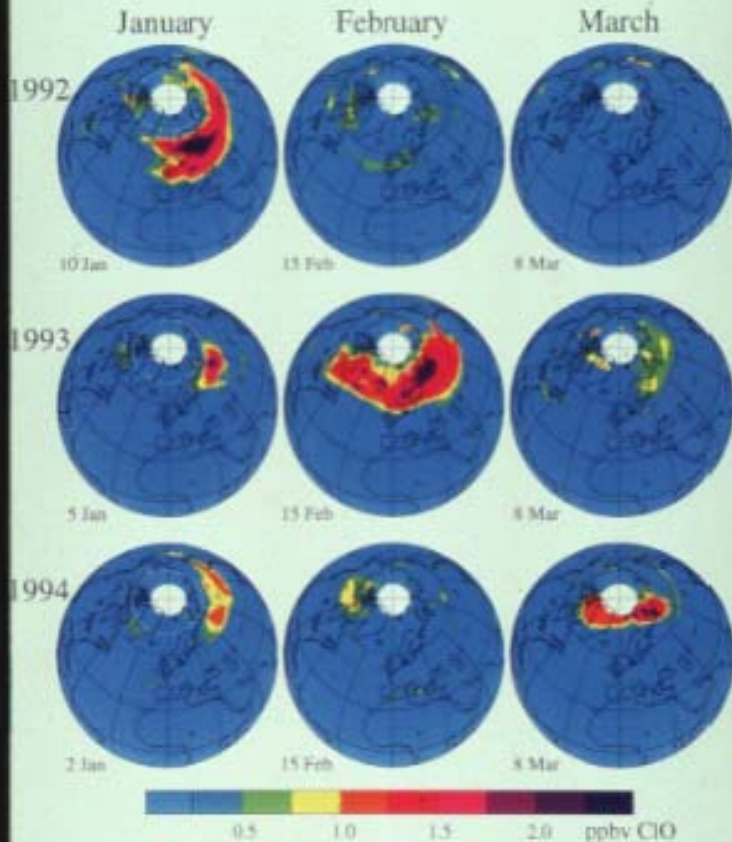 January February March
1992
10 Jan 15 Feb 8 Mar
1993
5 Jan 15 Feb 8 Mar
1994
2 Jan 15 Feb 8 Mar
0.5 1.0 1.5 2.0 ppbv ClO